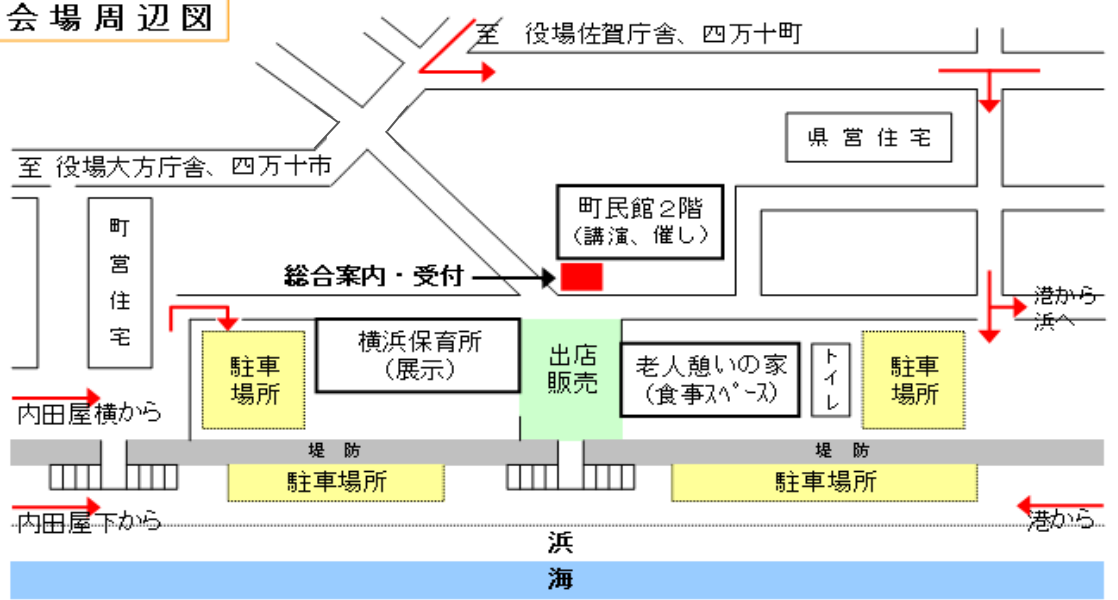 会場周辺図
至 役場佐賀庁舎、四万十町
県営住宅
至 役場大方庁舎、四万十市
町営住宅
町民館２階
（講演、催し）
総合案内・受付
港から
浜へ
横浜保育所
（展示）
出店
販売
老人憩いの家
（食事ｽﾍﾟｰｽ）
トイレ
駐車
場所
駐車
場所
内田屋横から
堤 防
堤 防
駐車場所
駐車場所
内田屋下から
港から
浜
海